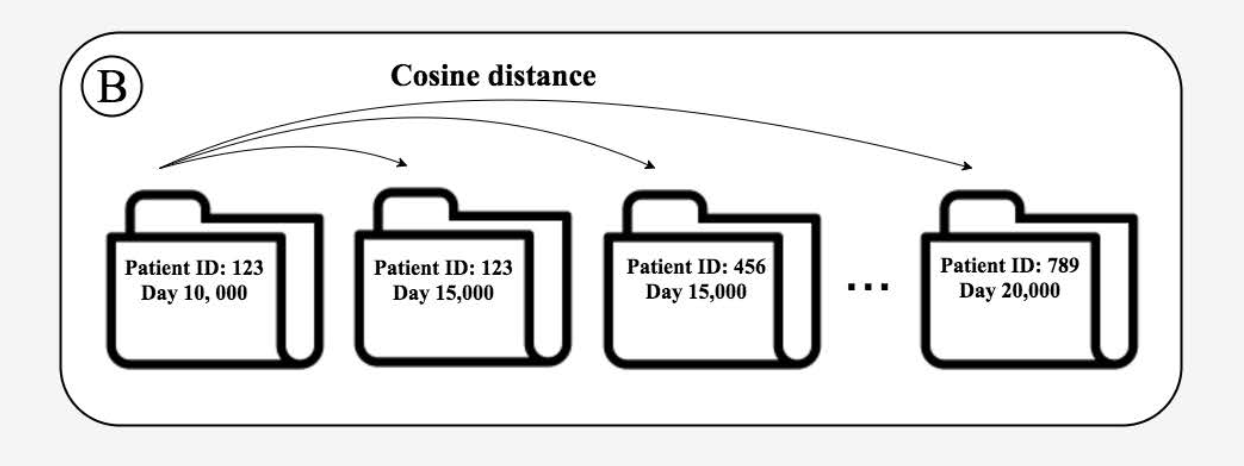 B
Cosine distance
Patient ID: 123
Day 10, 000
Patient ID: 123
Day 15,000
Patient ID: 456
Day 15,000
...
Patient ID: 789
Day 20,000